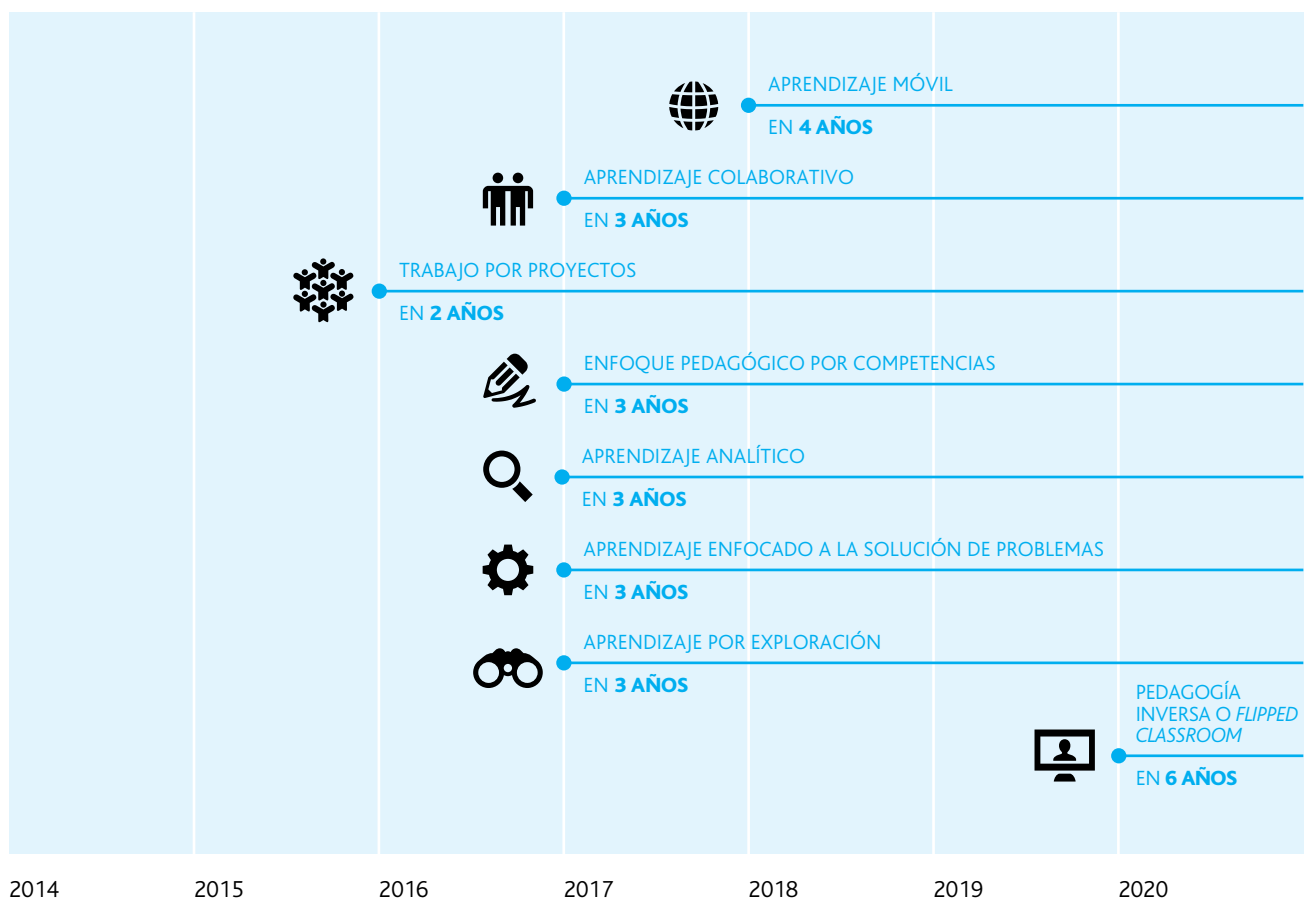 APRENDIZAJE MÓVIL
EN 4 AÑOS
APRENDIZAJE COLABORATIVO
EN 3 AÑOS
TRABAJO POR PROYECTOS
EN 2 AÑOS
ENFOQUE PEDAGÓGICO POR COMPETENCIAS
EN 3 AÑOS
APRENDIZAJE ANALÍTICO
EN 3 AÑOS
APRENDIZAJE ENFOCADO A LA SOLUCIÓN DE PROBLEMAS
EN 3 AÑOS
APRENDIZAJE POR EXPLORACIÓN
EN 3 AÑOS
PEDAGOGÍA
INVERSA O FLIPPED
CLASSROOM
EN 6 AÑOS
2014 2015 2016 2017 2018 2019 2020